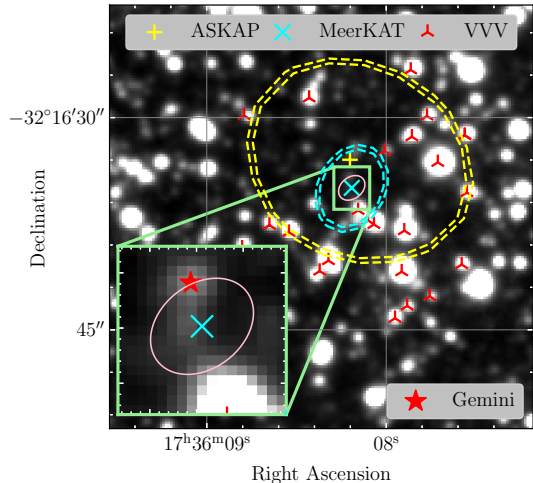 ASKAP MeerKAT VVV
−32°16′30″
Declination
45″
Gemini
17ʰ36ᵐ09ˢ 08ˢ
Right Ascension